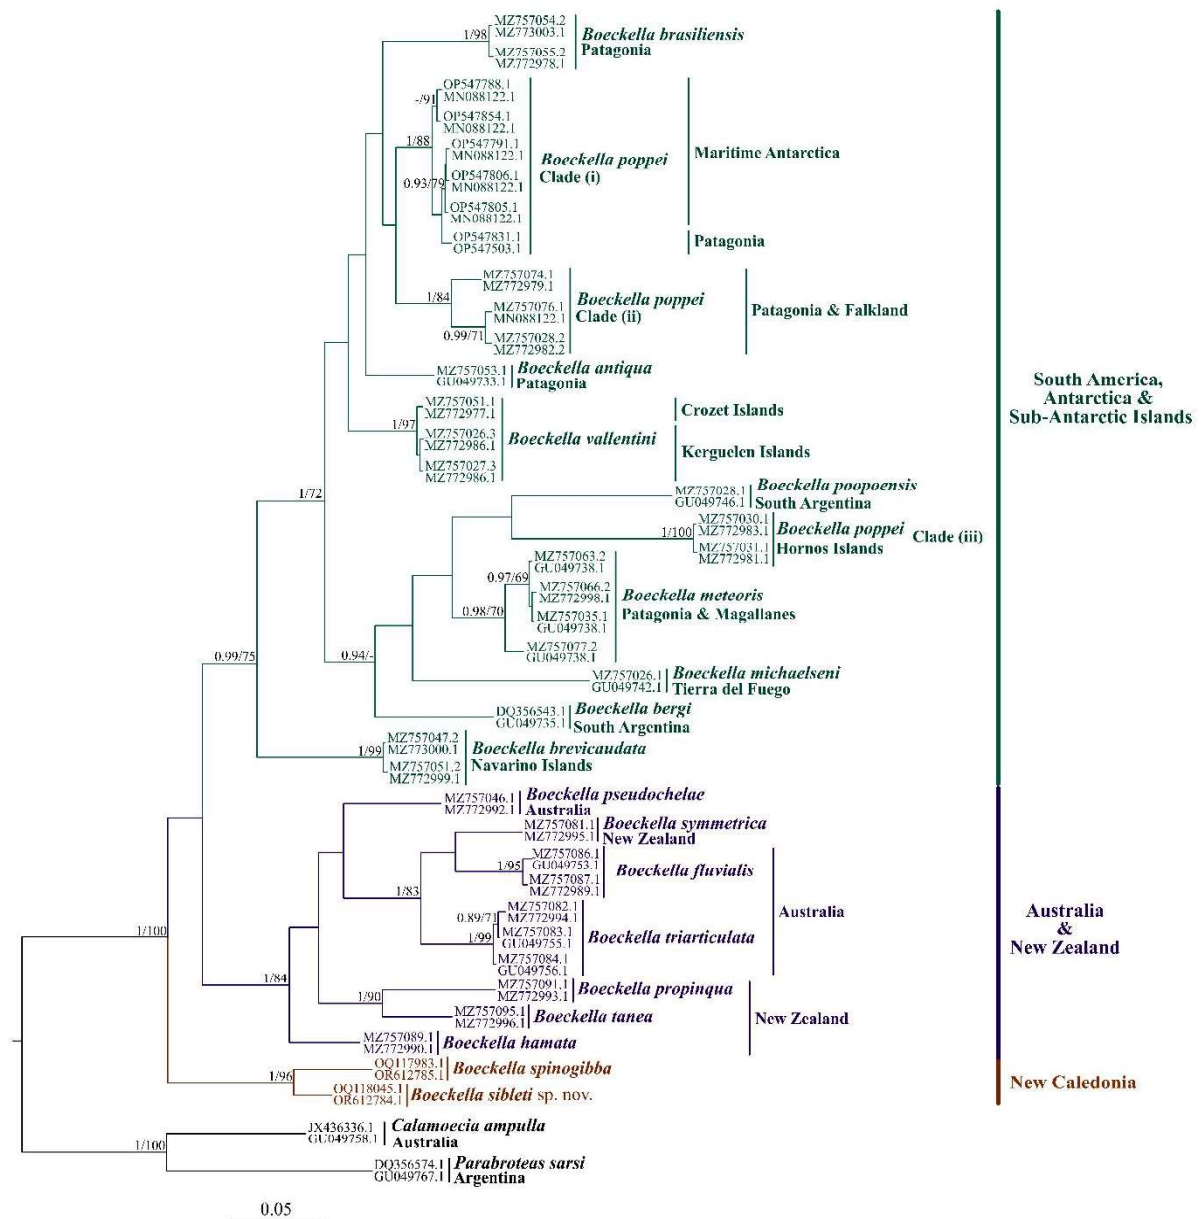 MZ757054.2
MZ773003.1
1/98
Boeckella brasiliensis
Patagonia
MZ757055.2
MZ772978.1
OP547788.1
MN088122.1
-/91
OP547854.1
MN088122.1
1/88
OP547791.1
MN088122.1
Boeckella poppei
Clade (i)
Maritime Antarctica
0.93/79
OP547806.1
MN088122.1
OP547805.1
MN088122.1
OP547831.1
OP547503.1
Patagonia
MZ757074.1
MZ772979.1
1/84
Boeckella poppei
Clade (ii)
MZ757076.1
MN088122.1
Patagonia & Falkland
0.99/71
MZ757028.2
MZ772982.2
MZ757053.1
GU049733.1
Boeckella antiqua
Patagonia
South America,
Antarctica &
Sub-Antarctic Islands
MZ757051.1
MZ772977.1
Crozet Islands
1/97
MZ757026.3
MZ772986.1
Boeckella vallentini
Kerguelen Islands
MZ757027.3
MZ772986.1
1/72
MZ757028.1
GU049746.1
Boeckella poopoensis
South Argentina
MZ757030.1
MZ772983.1
1/100
Boeckella poppei
Hornos Islands
Clade (iii)
MZ757031.1
MZ772981.1
MZ757063.2
GU049738.1
0.97/69
MZ757066.2
MZ772998.1
Boeckella meteoris
Patagonia & Magallanes
0.98/70
MZ757035.1
GU049738.1
MZ757077.2
GU049738.1
0.99/75
0.94/-
MZ757026.1
GU049742.1
Boeckella michaelseni
Tierra del Fuego
DQ356543.1
GU049735.1
Boeckella bergi
South Argentina
MZ757047.2
MZ773000.1
1/99
Boeckella brevicaudata
Navarino Islands
MZ757051.2
MZ772999.1
MZ757046.1
MZ772992.1
Boeckella pseudochelae
Australia
MZ757081.1
MZ772995.1
Boeckella symmetrica
New Zealand
MZ757086.1
GU049753.1
1/95
Boeckella fluvialis
MZ757087.1
MZ772989.1
1/83
MZ757082.1
MZ772994.1
0.89/71
Australia
MZ757083.1
GU049755.1
1/99
Boeckella triarticulata
MZ757084.1
GU049756.1
Australia
&
New Zealand
1/100
1/84
MZ757091.1
MZ772993.1
Boeckella propinqua
1/90
MZ757095.1
MZ772996.1
Boeckella tanea
New Zealand
MZ757089.1
MZ772990.1
Boeckella hamata
OQ117983.1
OR612785.1
Boeckella spinogibba
1/96
OQ118045.1
OR612784.1
Boeckella sibleti sp. nov.
New Caledonia
JX436336.1
GU049758.1
Calamoecia ampulla
Australia
1/100
DQ356574.1
GU049767.1
Parabroteas sarsi
Argentina
0.05